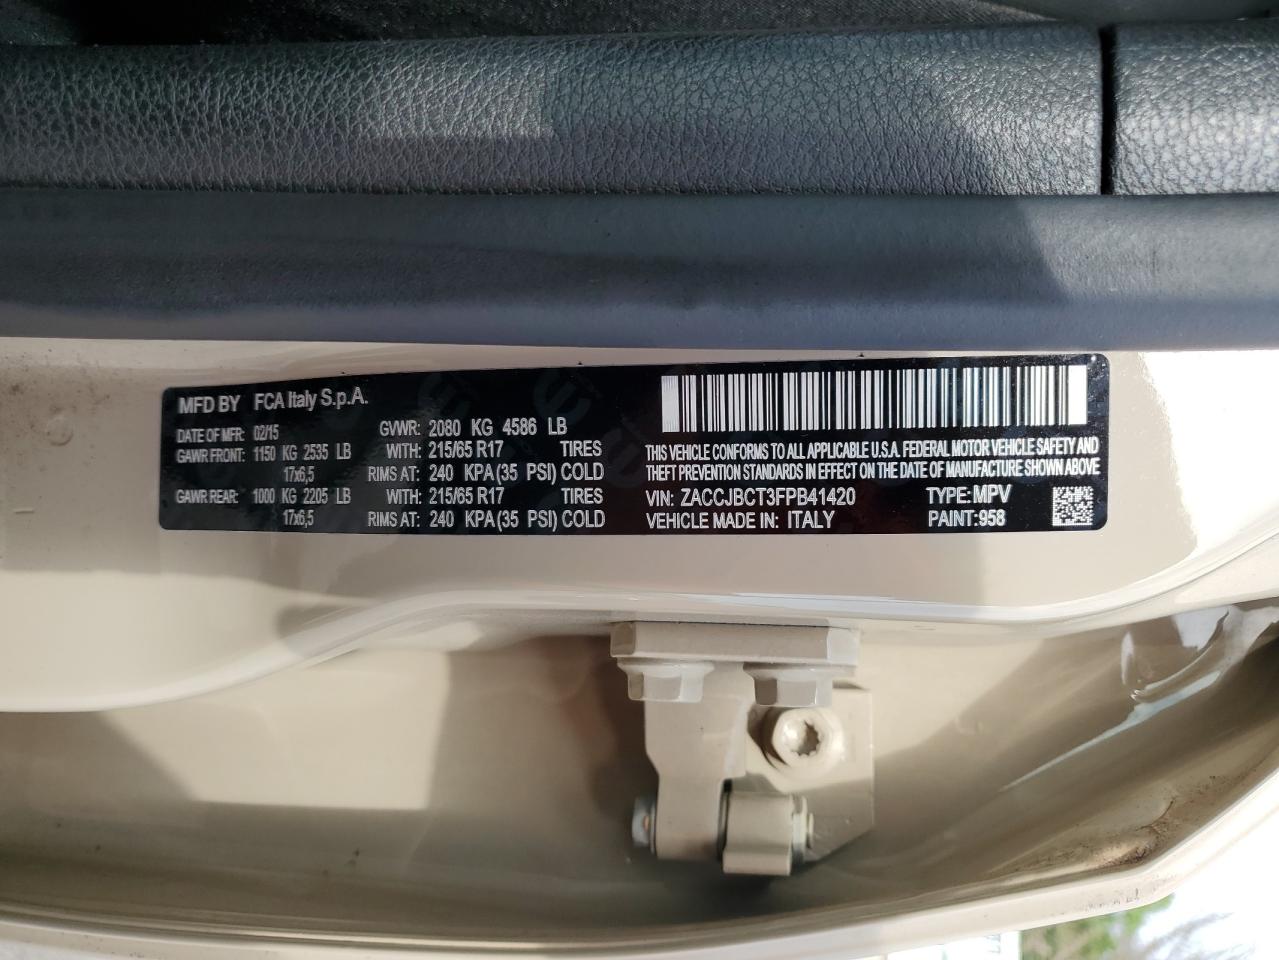 MFD BY FCA Italy S.p.A.
DATE OF MFR: 02/15 GVWR: 2080 KG 4586 LB
GAWR FRONT: 1150 KG 2535 LB WITH: 215/65 R17 TIRES
17x6,5 RIMS AT: 240 KPA(35 PSI) COLD
GAWR REAR: 1000 KG 2205 LB WITH: 215/65 R17 TIRES
17x6,5 RIMS AT: 240 KPA(35 PSI) COLD
THIS VEHICLE CONFORMS TO ALL APPLICABLE U.S.A. FEDERAL MOTOR VEHICLE SAFETY AND
THEFT PREVENTION STANDARDS IN EFFECT ON THE DATE OF MANUFACTURE SHOWN ABOVE
VIN: ZACCJBCT3FPB41420 TYPE: MPV
VEHICLE MADE IN: ITALY PAINT:958